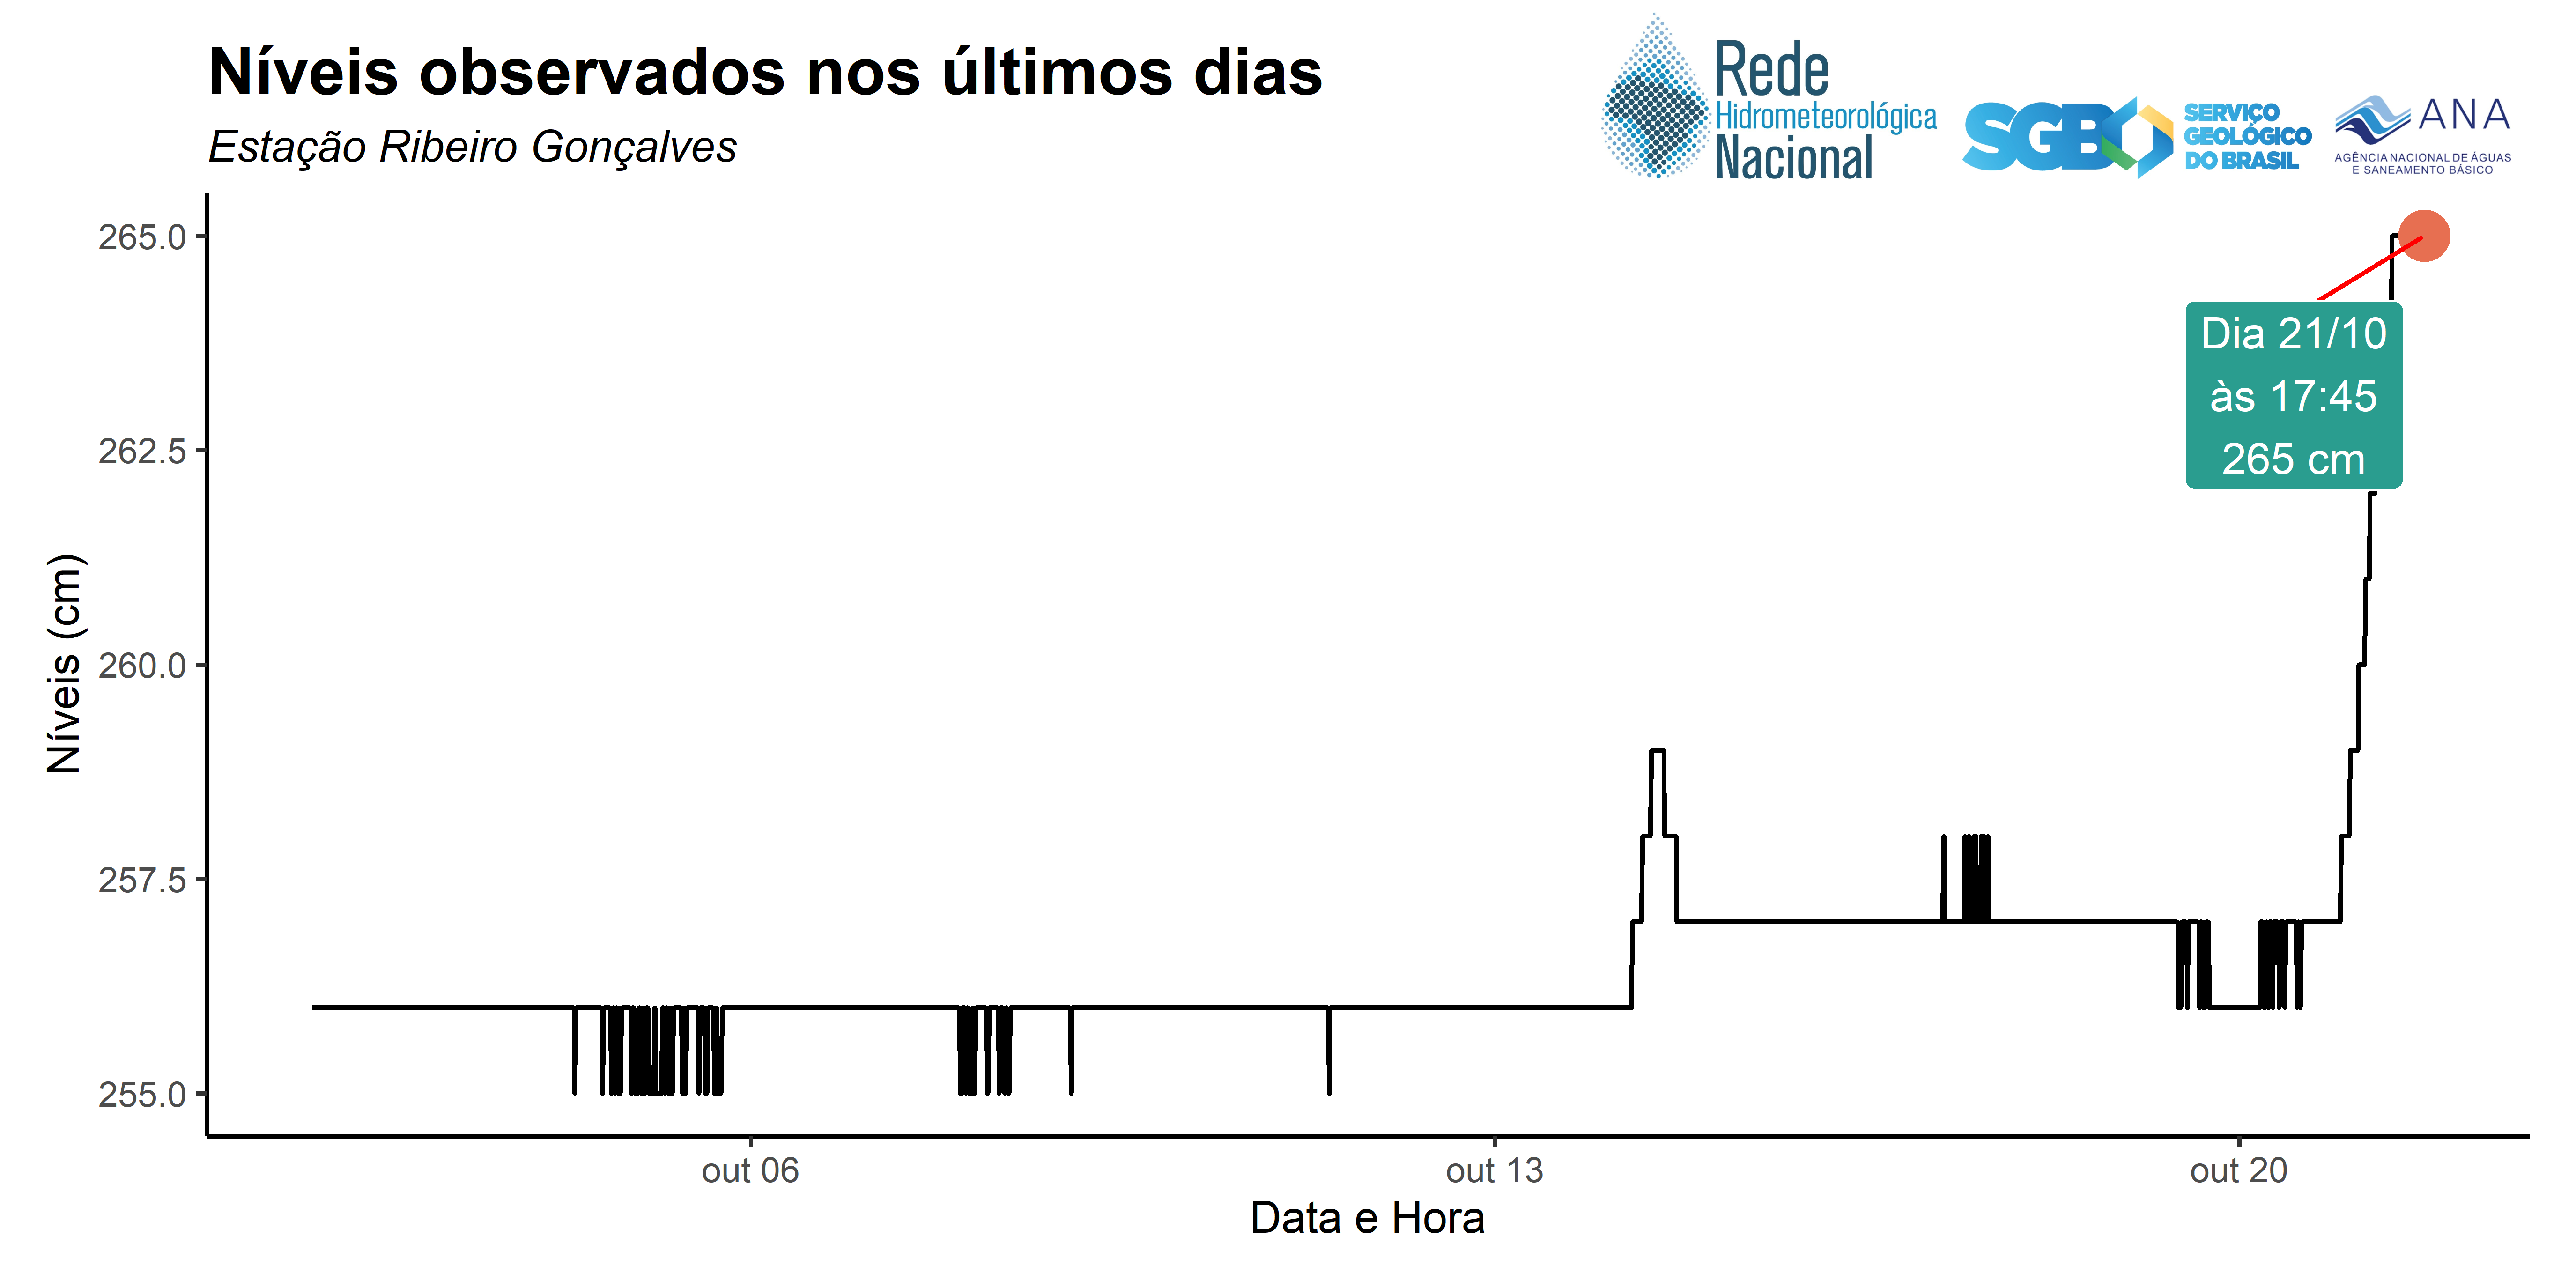 Níveis observados nos últimos dias
Estação Ribeiro Gonçalves
Rede
Hidrometeorológica
Nacional
SGB
SERVIÇO
GEOLÓGICO
DO BRASIL
ANA
AGÊNCIA NACIONAL DE ÁGUAS
E SANEAMENTO BÁSICO
Níveis (cm)
265.0
262.5
260.0
257.5
255.0
Dia 21/10
às 17:45
265 cm
out 06
out 13
out 20
Data e Hora